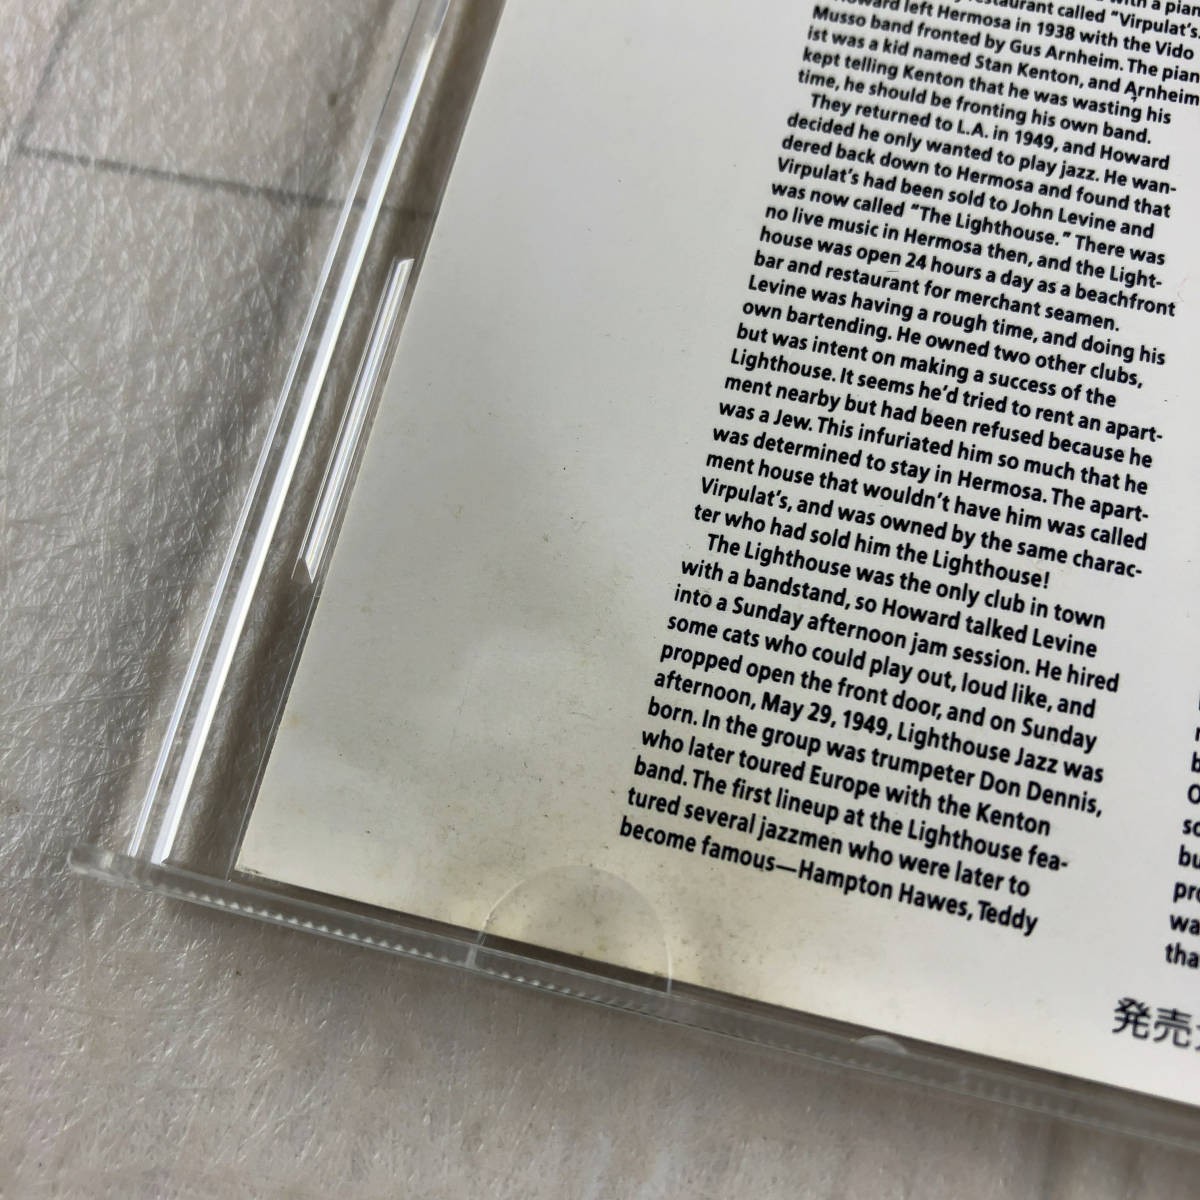 with a pian
restaurant called “Virpulat’s.
Howard left Hermosa in 1938 with the Vido
Musso band fronted by Gus Arnheim. The pian
ist was a kid named Stan Kenton, and Arnheim
kept telling Kenton that he was wasting his
time, he should be fronting his own band.
They returned to L.A. in 1949, and Howard
decided he only wanted to play jazz. He wan-
dered back down to Hermosa and found that
Virpulat’s had been sold to John Levine and
was now called “The Lighthouse.” There was
no live music in Hermosa then, and the Light-
house was open 24 hours a day as a beachfront
bar and restaurant for merchant seamen.
Levine was having a rough time, and doing his
own bartending. He owned two other clubs,
but was intent on making a success of the
Lighthouse. It seems he’d tried to rent an apart-
ment nearby but had been refused because he
was a Jew. This infuriated him so much that he
was determined to stay in Hermosa. The apart-
ment house that wouldn’t have him was called
Virpulat’s, and was owned by the same charac-
ter who had sold him the Lighthouse!
The Lighthouse was the only club in town
with a bandstand, so Howard talked Levine
into a Sunday afternoon jam session. He hired
some cats who could play out, loud like, and
propped open the front door, and on Sunday
afternoon, May 29, 1949, Lighthouse Jazz was
born. In the group was trumpeter Don Dennis,
who later toured Europe with the Kenton
band. The first lineup at the Lighthouse fea-
tured several jazzmen who were later to
become famous—Hampton Hawes, Teddy
b
O
so
bu
pro
wa
tha
発売